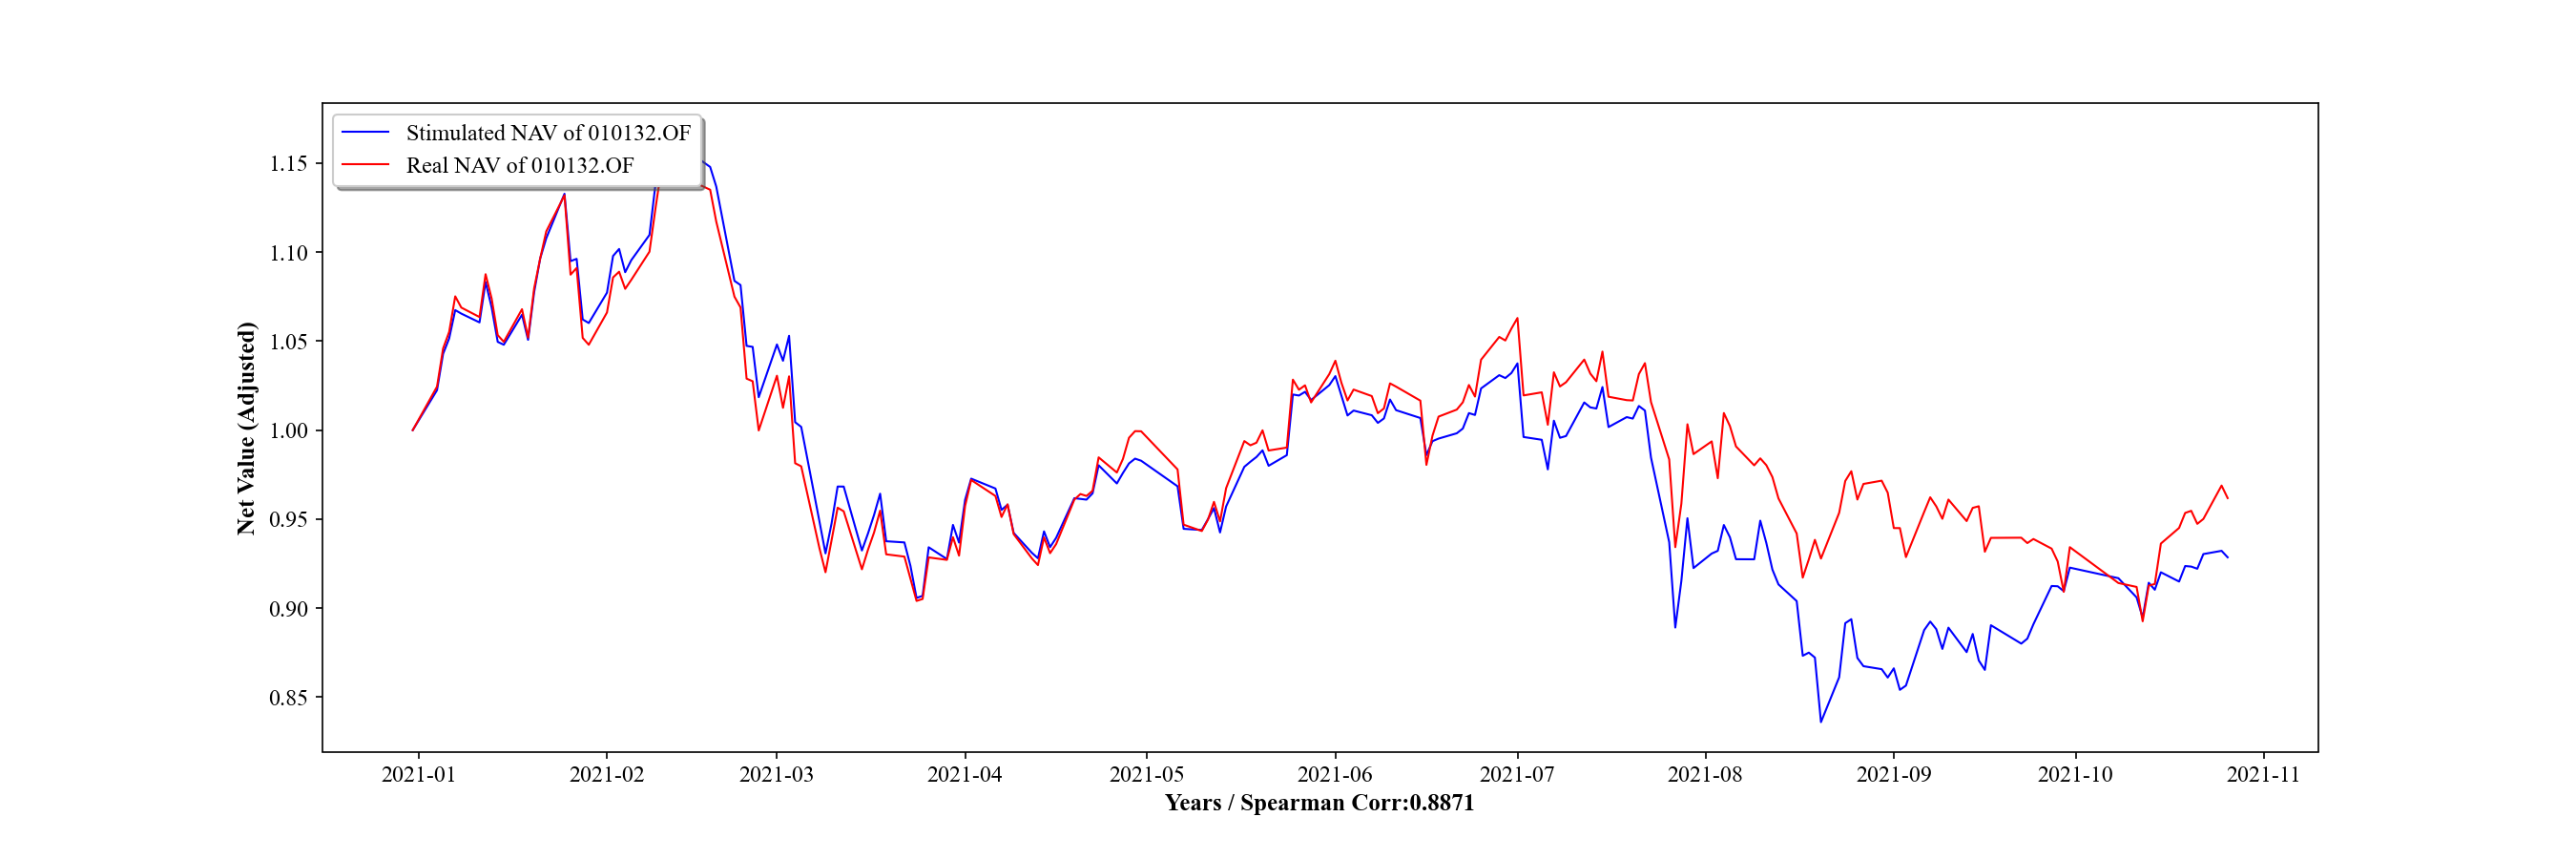 Stimulated NAV of 010132.OF
Real NAV of 010132.OF
Net Value (Adjusted)
1.15
1.10
1.05
1.00
0.95
0.90
0.85
2021-01 2021-02 2021-03 2021-04 2021-05 2021-06 2021-07 2021-08 2021-09 2021-10 2021-11
Years / Spearman Corr:0.8871